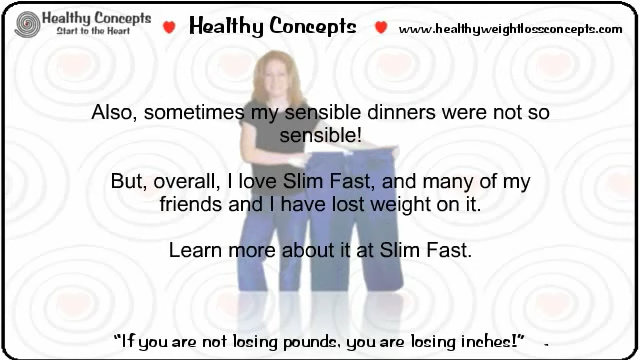 Healthy Concepts
Start to the Heart
Healthy Concepts
www.healthyweightlossconcepts.com
Also, sometimes my sensible dinners were not so
sensible!
But, overall, I love Slim Fast, and many of my
friends and I have lost weight on it.
Learn more about it at Slim Fast.
"If you are not losing pounds, you are losing inches!"